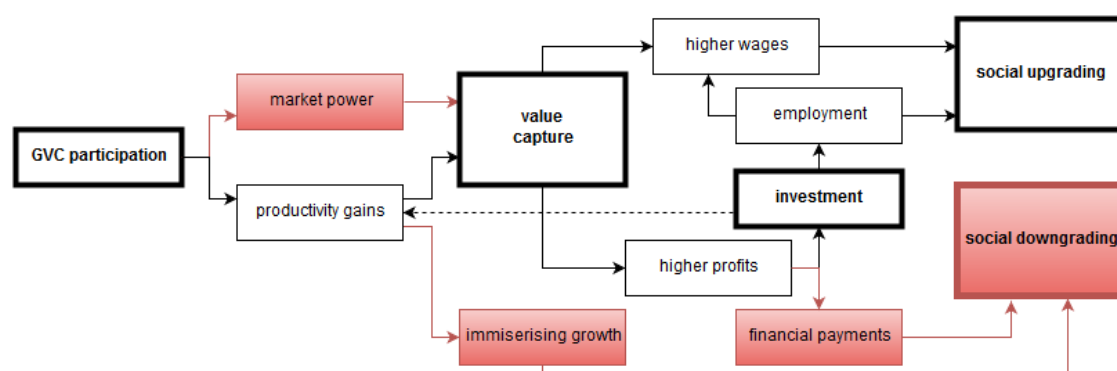 higher wages
social upgrading
market power
employment
value
capture
GVC participation
investment
productivity gains
social downgrading
higher profits
immiserising growth
financial payments